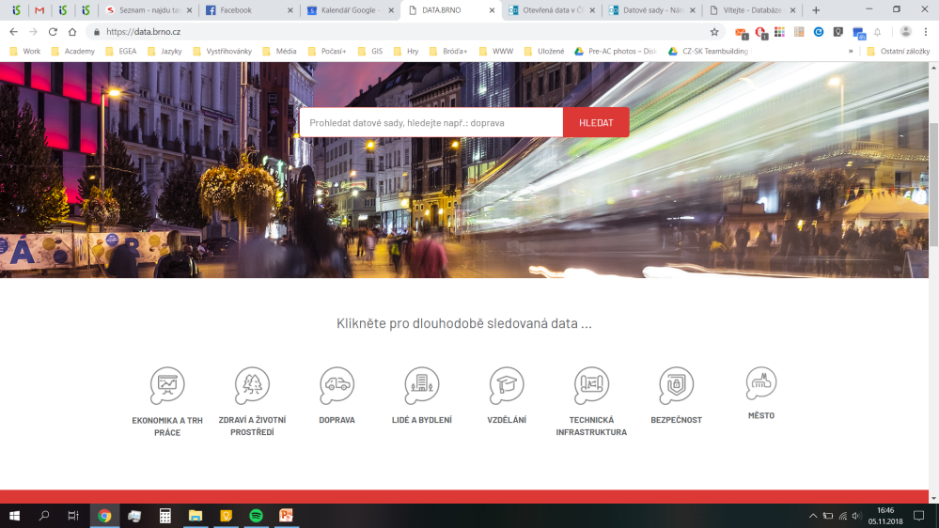 Seznam - najdu ta
Facebook
Kalendář Google -
DATA.BRNO
Otevřená data v Č
Datové sady - Nár
Vítejte - Databáze
https://data.brno.cz
Work
Academy
EGEA
Jazyky
Vystřihovánky
Média
Počasí+
GIS
Hry
Bróďa+
WWW
Uložené
Pre-AC photos – Disk
CZ-SK Teambuilding
»
Ostatní záložky
Prohledat datové sady, hledejte např.: doprava
HLEDAT
Klikněte pro dlouhodobě sledovaná data ...
EKONOMIKA A TRH
PRÁCE
ZDRAVÍ A ŽIVOTNÍ
PROSTŘEDÍ
DOPRAVA
LIDÉ A BYDLENÍ
VZDĚLÁNÍ
TECHNICKÁ
INFRASTRUKTURA
BEZPEČNOST
MĚSTO
16:46
05.11.2018